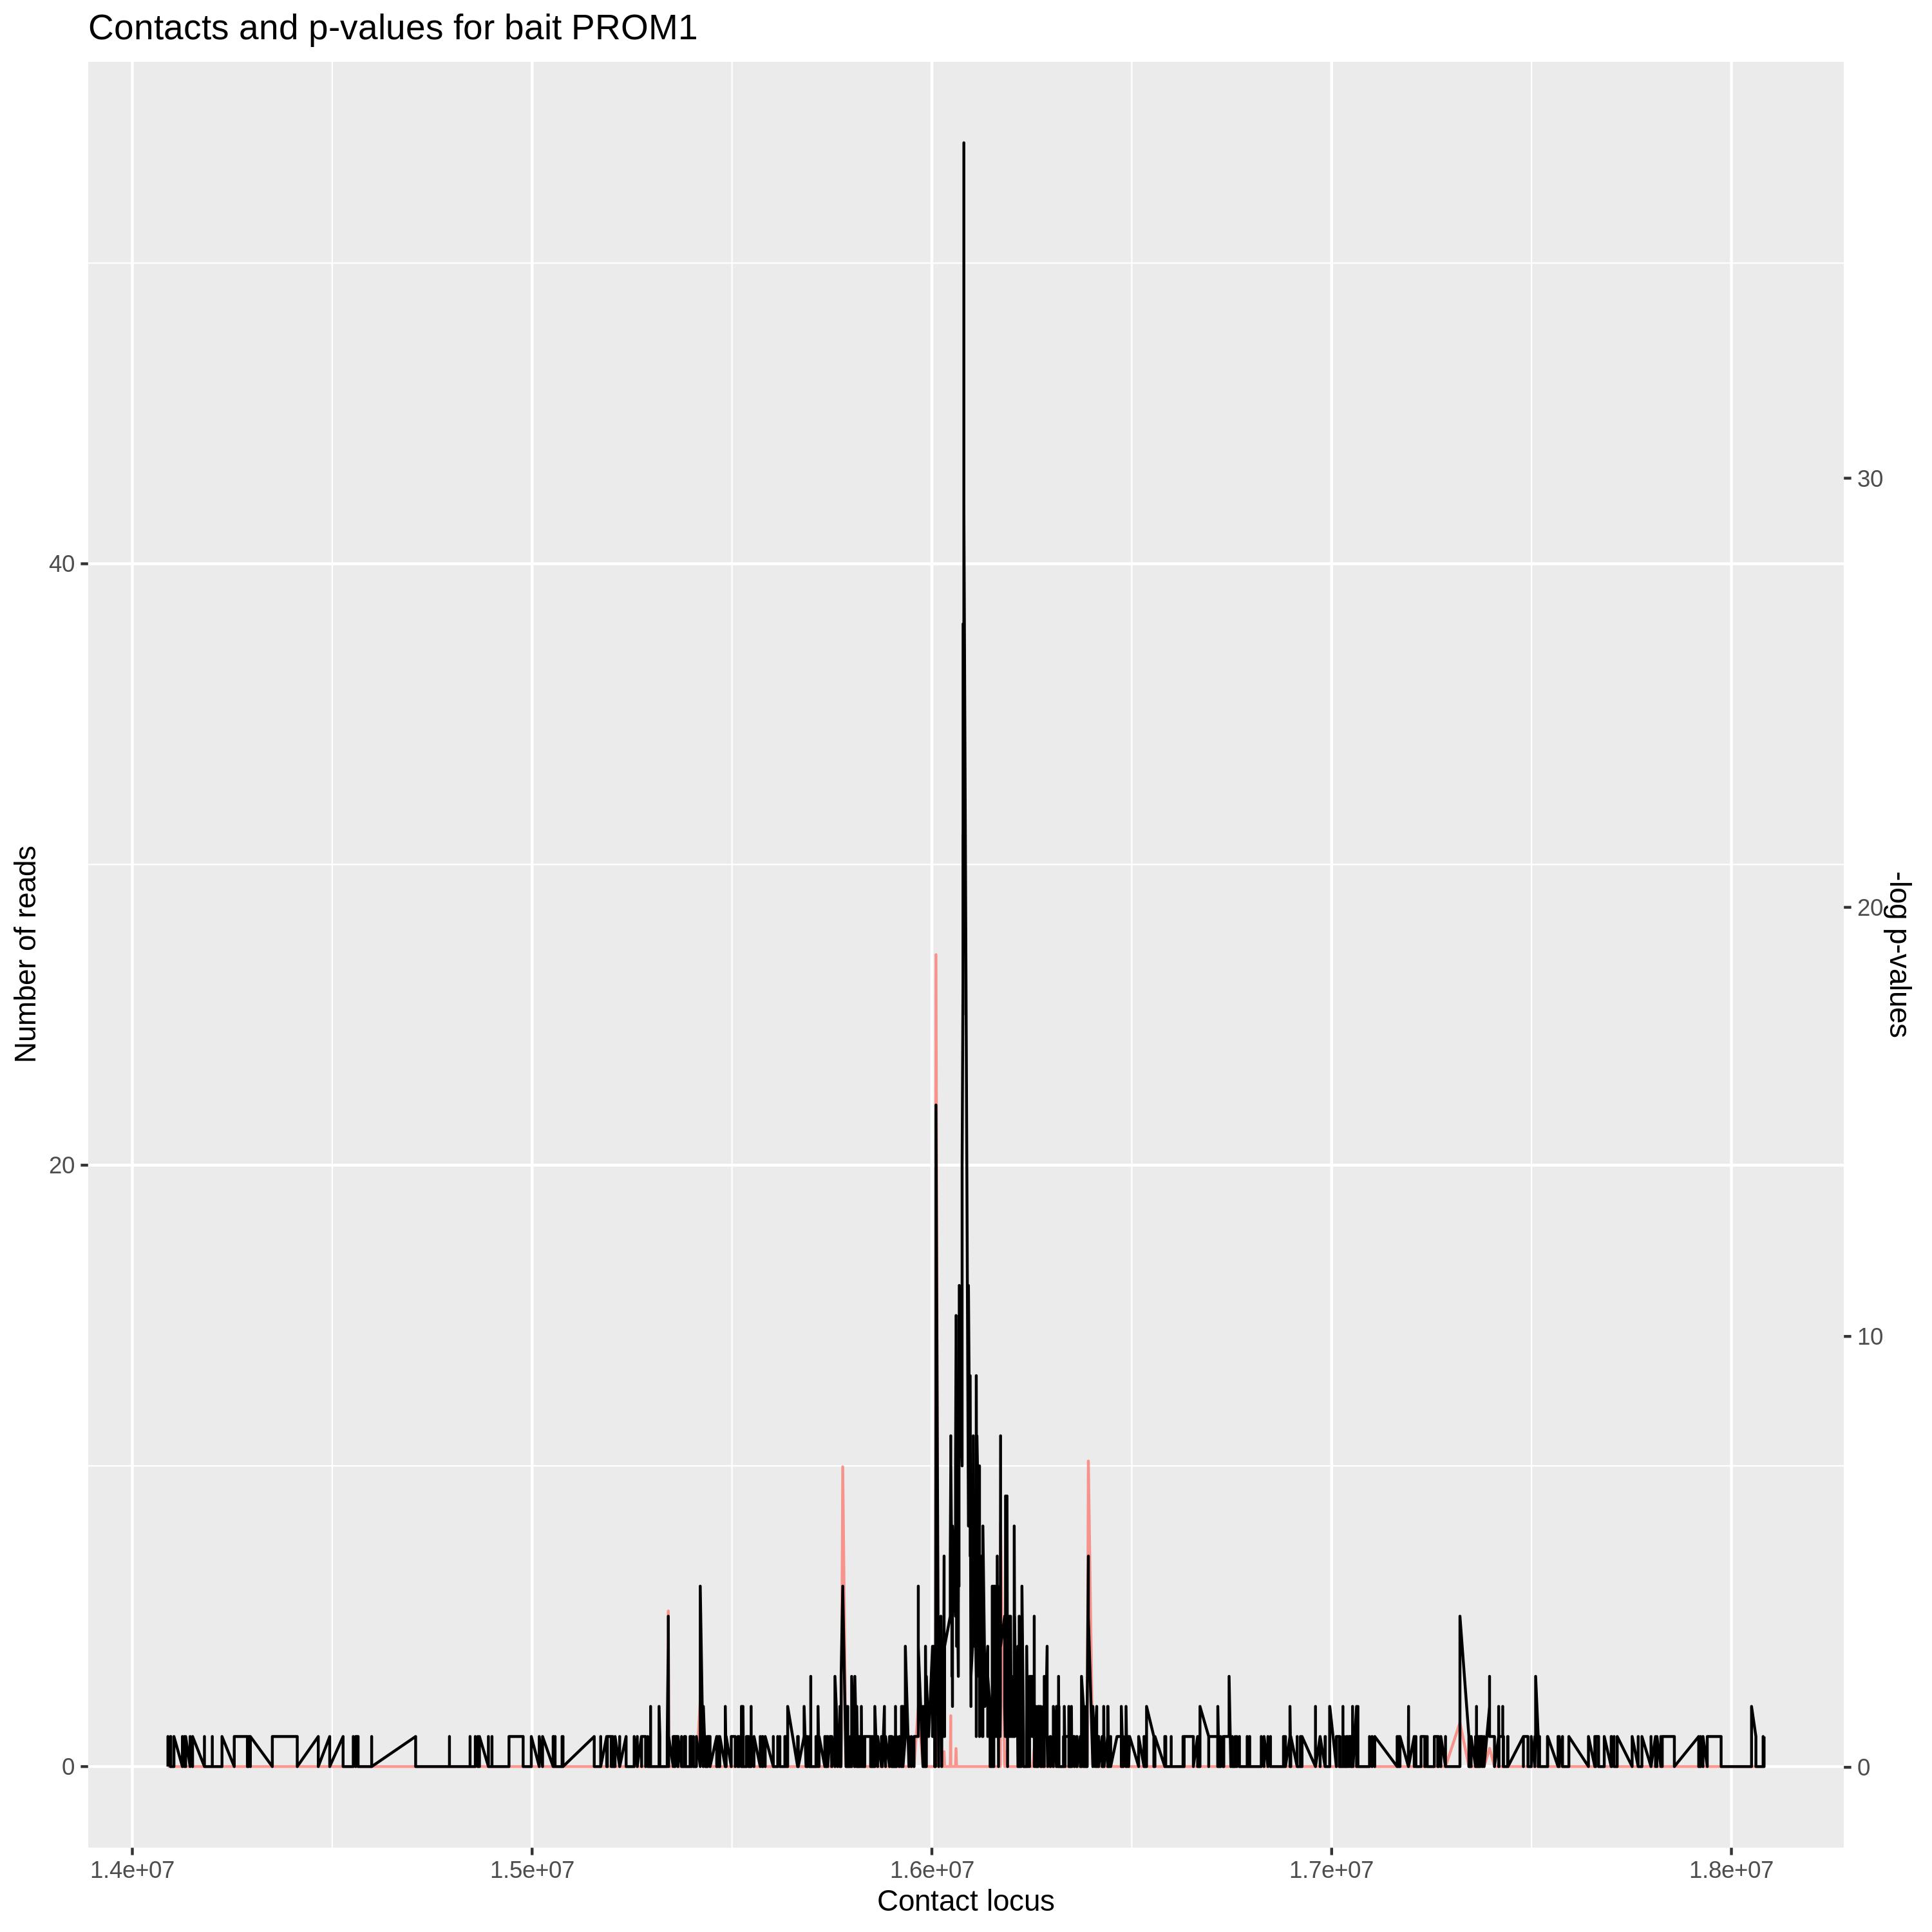 Contacts and p-values for bait PROM1
40
20
0
Number of reads
30
20
10
0
-log p-values
1.4e+07
1.5e+07
1.6e+07
1.7e+07
1.8e+07
Contact locus